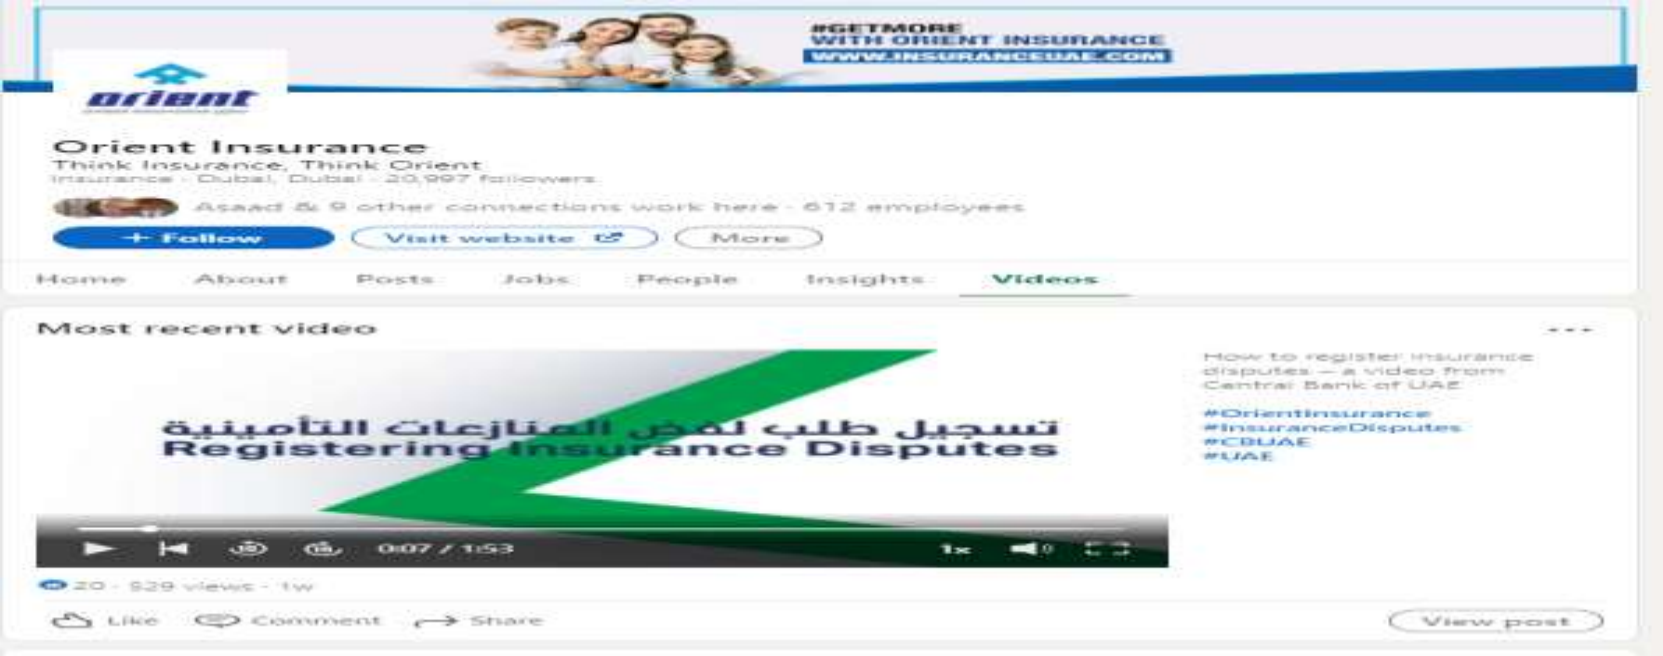 #GETMORE
WITH ORIENT INSURANCE
WWW.INSURANCEUAE.COM
orient
Orient Insurance
Think Insurance, Think Orient
Insurance · Dubai, Dubai · 20,997 followers
Asaad & 9 other connections work here · 612 employees
+ Follow Visit website More
Home About Posts Jobs People Insights Videos
Most recent video
تسجيل طلب لفض المنازعات التأمينية
Registering Insurance Disputes
0:07 / 1:53 1x
How to register insurance
disputes – a video from
Central Bank of UAE
#OrientInsurance
#InsuranceDisputes
#CBUAE
#UAE
20 · 929 views · 1w
Like Comment Share View post